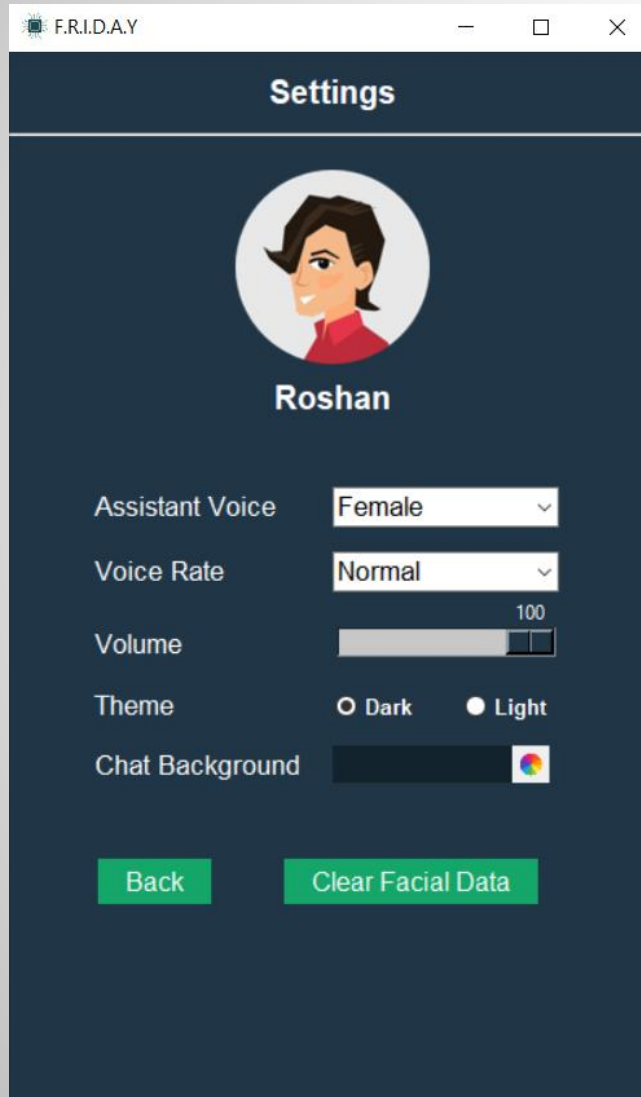 F.R.I.D.A.Y
Settings
Roshan
Assistant Voice Female
Voice Rate Normal
100
Volume
Theme Dark Light
Chat Background
Back Clear Facial Data